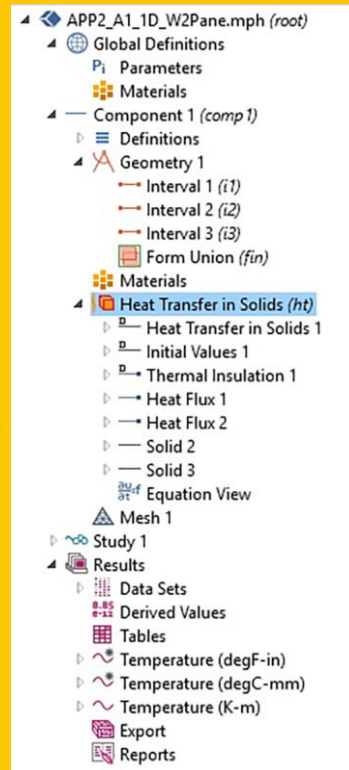 APP2_A1_1D_W2Pane.mph (root)
Global Definitions
Pi Parameters
Materials
Component 1 (comp1)
Definitions
Geometry 1
Interval 1 (i1)
Interval 2 (i2)
Interval 3 (i3)
Form Union (fin)
Materials
Heat Transfer in Solids (ht)
D Heat Transfer in Solids 1
D Initial Values 1
D Thermal Insulation 1
Heat Flux 1
Heat Flux 2
Solid 2
Solid 3
∂u/∂t=f Equation View
Mesh 1
Study 1
Results
Data Sets
8.85 e-12 Derived Values
Tables
Temperature (degF-in)
Temperature (degC-mm)
Temperature (K-m)
Export
Reports